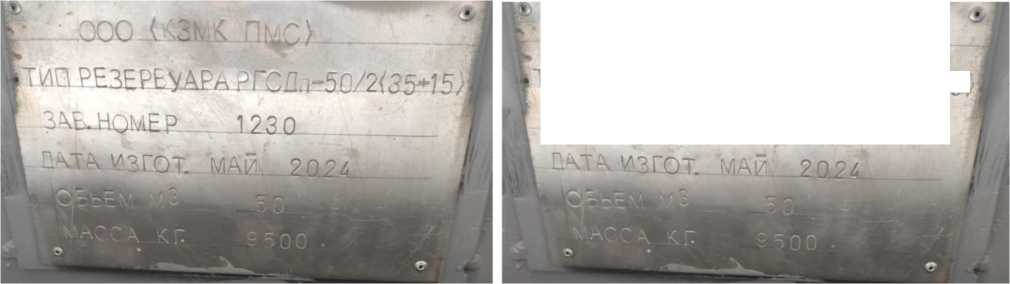 ООО <КЗМК ПМС>
ТИП РЕЗЕРВУАРА РГСДп-50/2(35+15)
ЗАВ. НОМЕР 1230
ДАТА ИЗГОТ. МАЙ 2024
ОБЪЕМ М3 50
МАССА КГ. 9500.
ДАТА ИЗГОТ. МАЙ 2024
ОБЪЕМ М3 50
МАССА КГ. 9500.